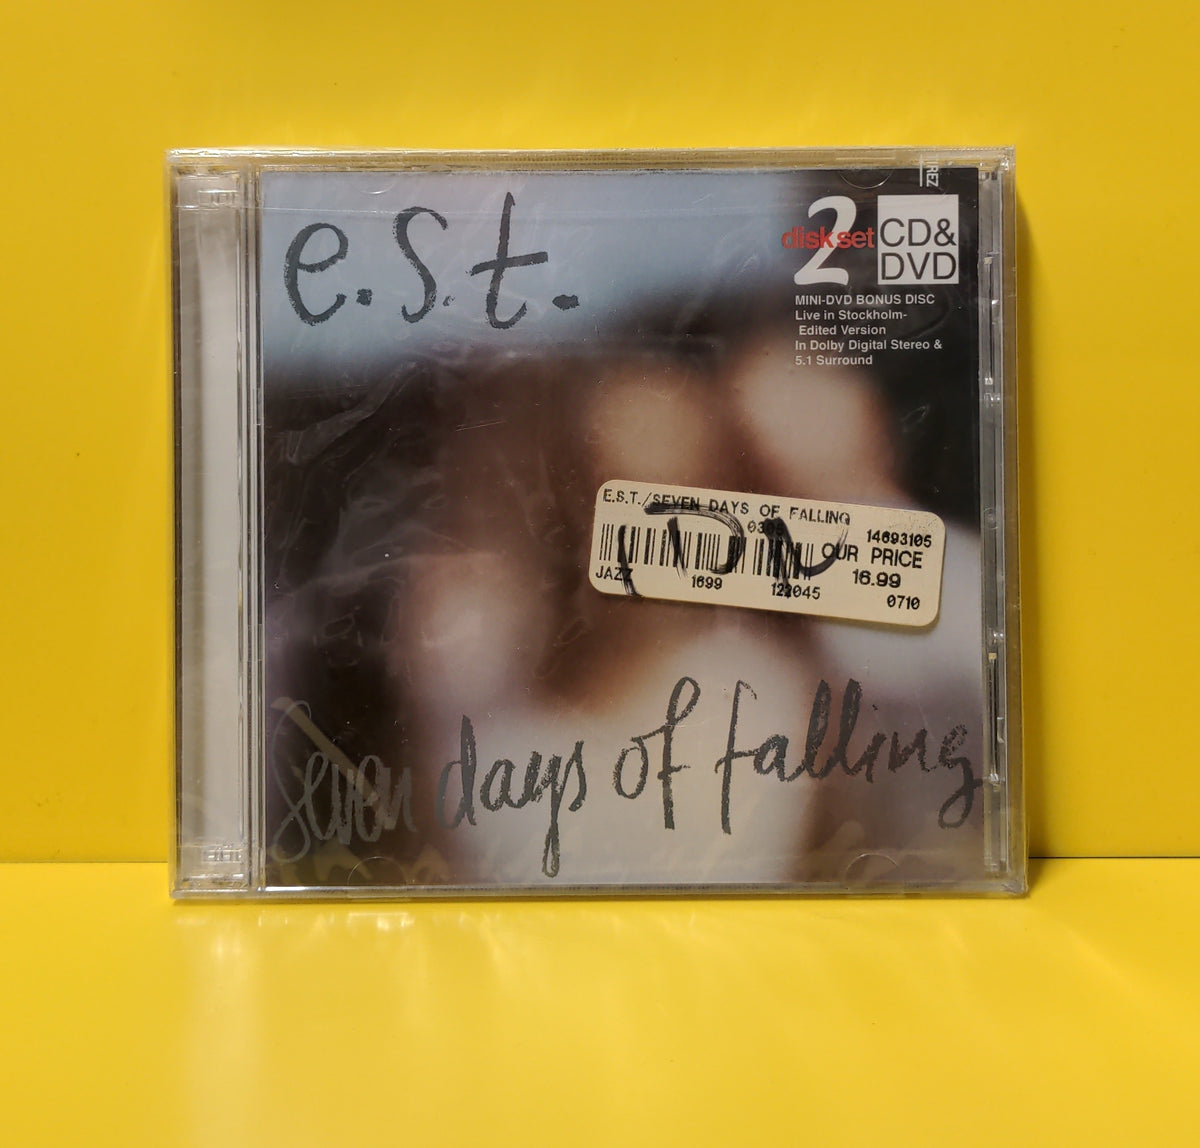 e.s.t.
2
disk set
CD&
DVD
MINI-DVD BONUS DISC
Live in Stockholm-
Edited Version
In Dolby Digital Stereo &
5.1 Surround
E.S.T./SEVEN DAYS OF FALLING
14693105
OUR PRICE
16.99
JAZZ 1699 122045 0710
Seven days of falling